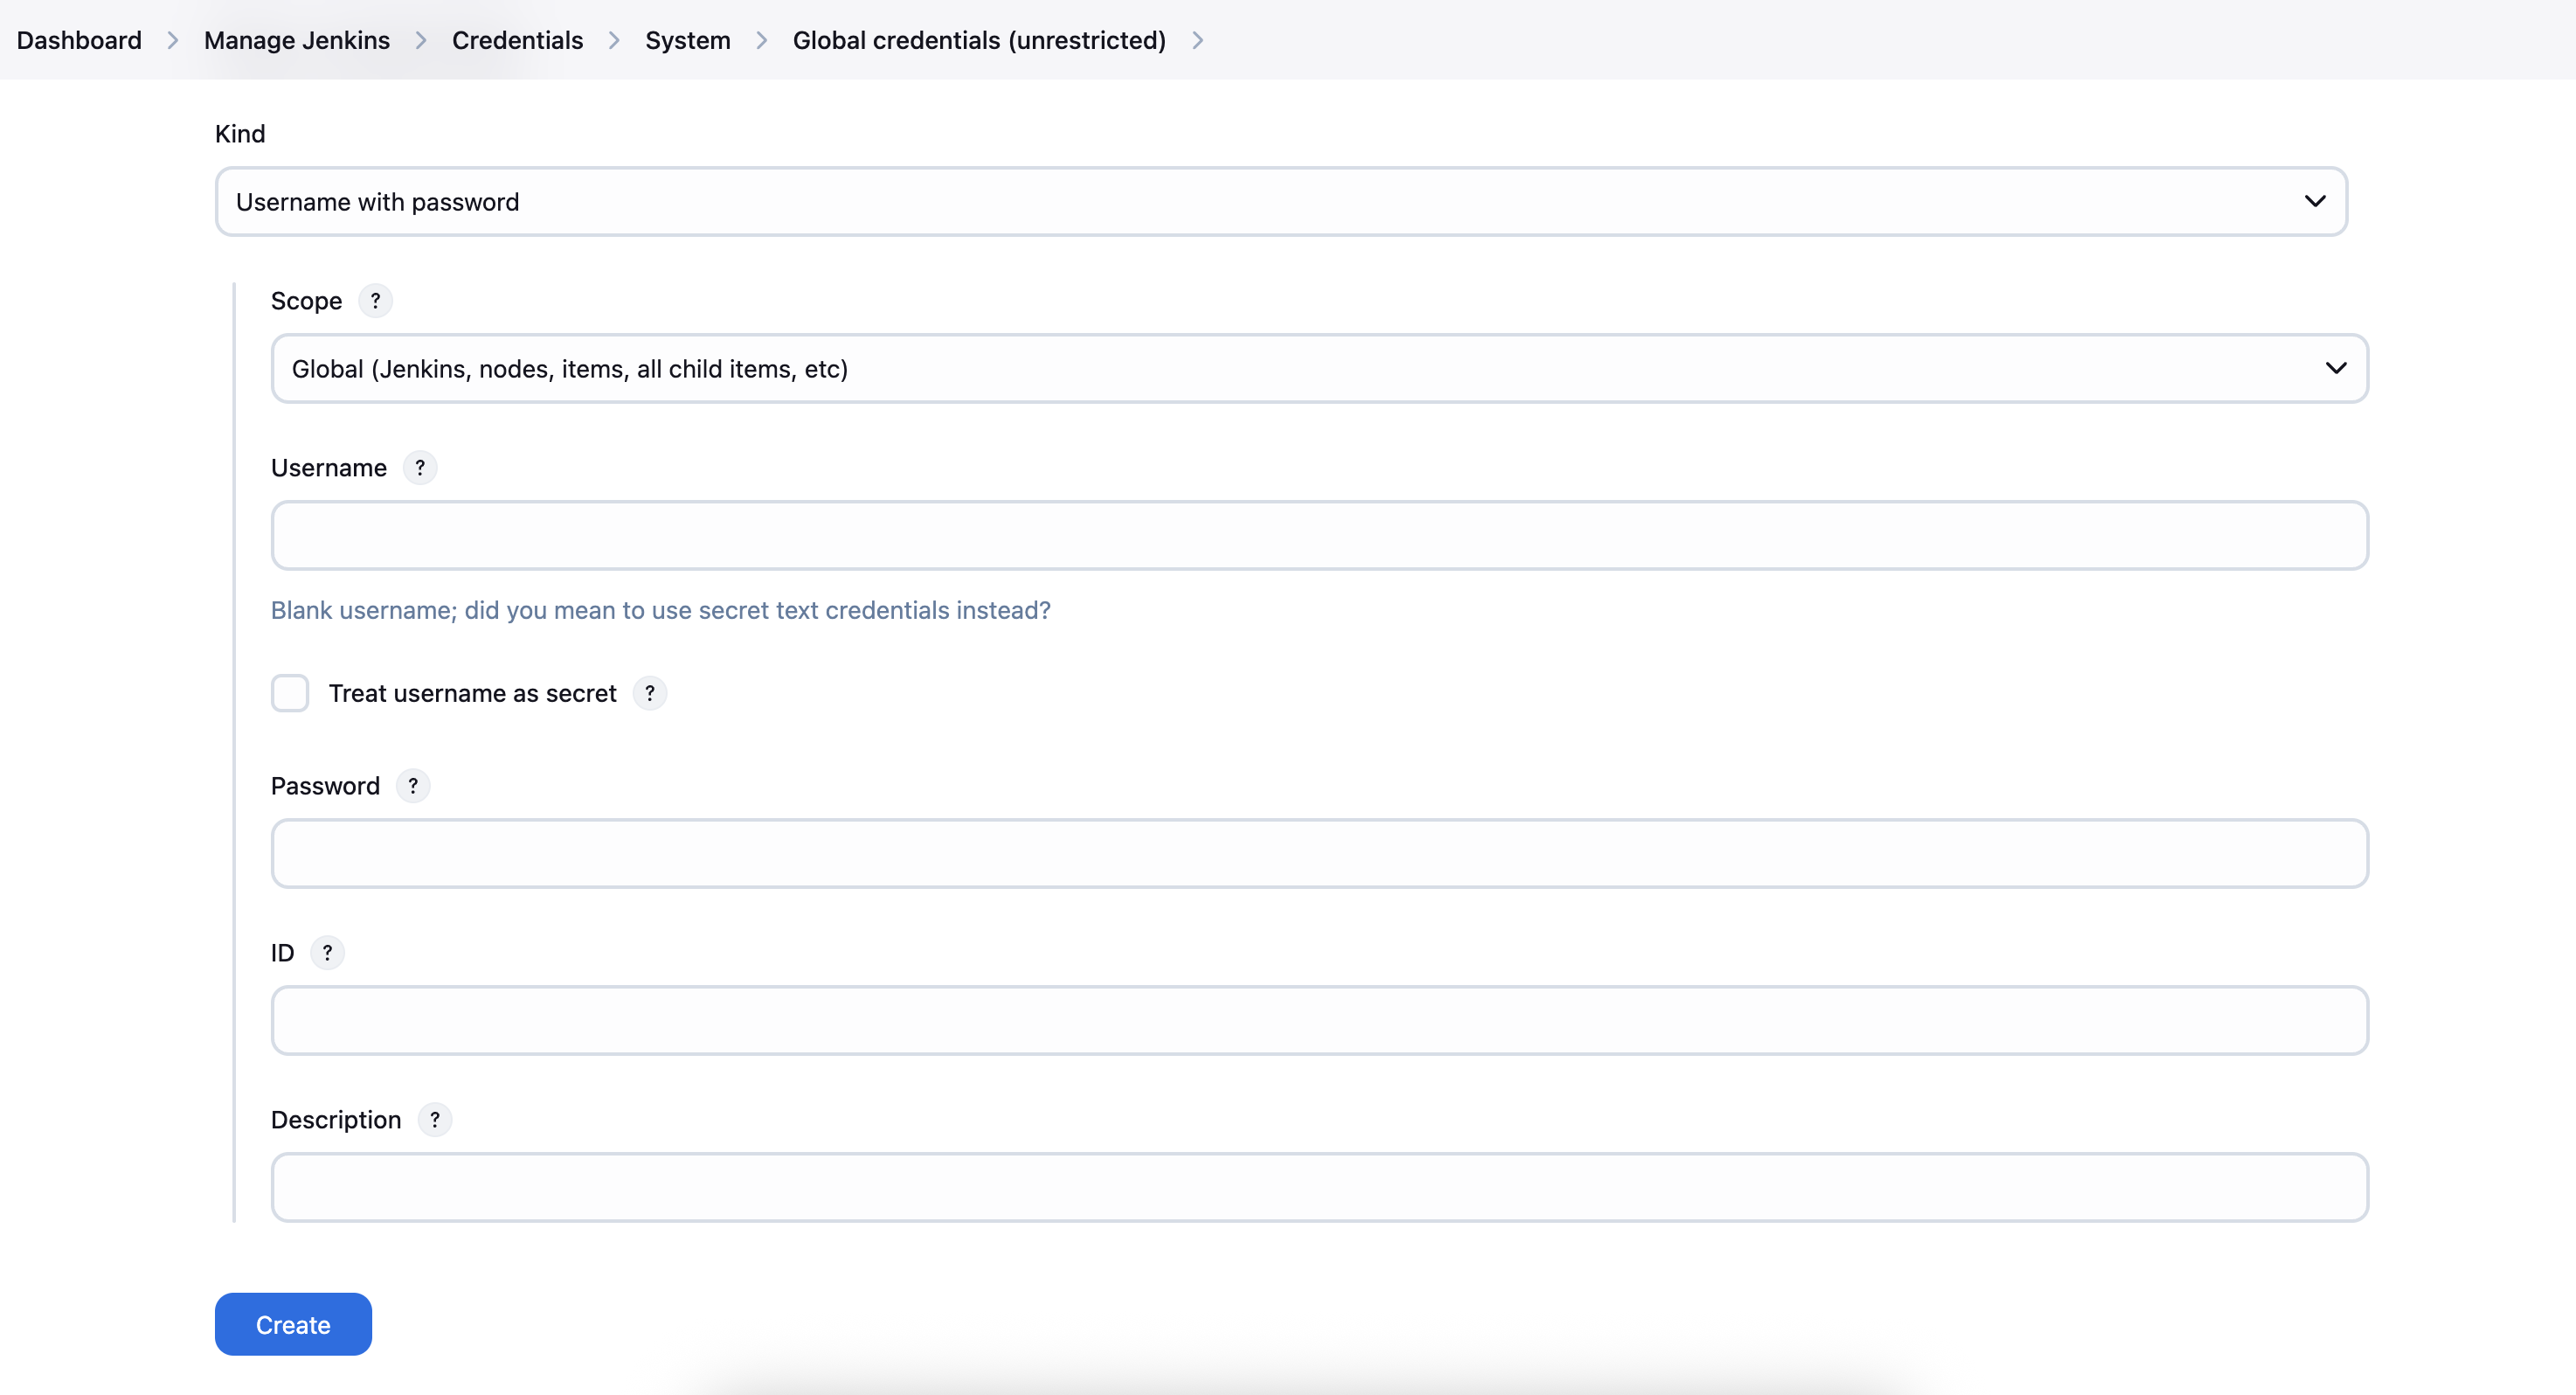 Dashboard > Manage Jenkins > Credentials > System > Global credentials (unrestricted) >
Kind
Username with password
Scope ?
Global (Jenkins, nodes, items, all child items, etc)
Username ?
Blank username; did you mean to use secret text credentials instead?
Treat username as secret ?
Password ?
ID ?
Description ?
Create